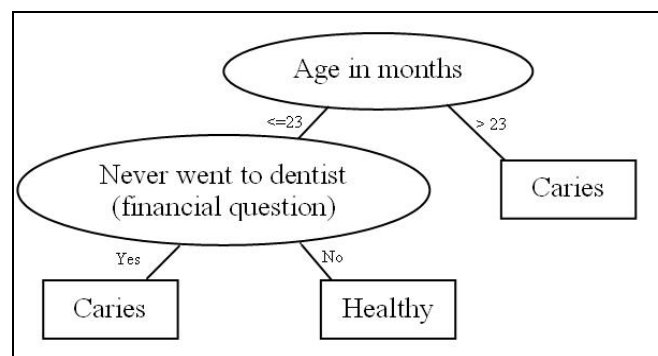 Age in months
<=23
> 23
Never went to dentist
(financial question)
Caries
Yes
No
Caries
Healthy